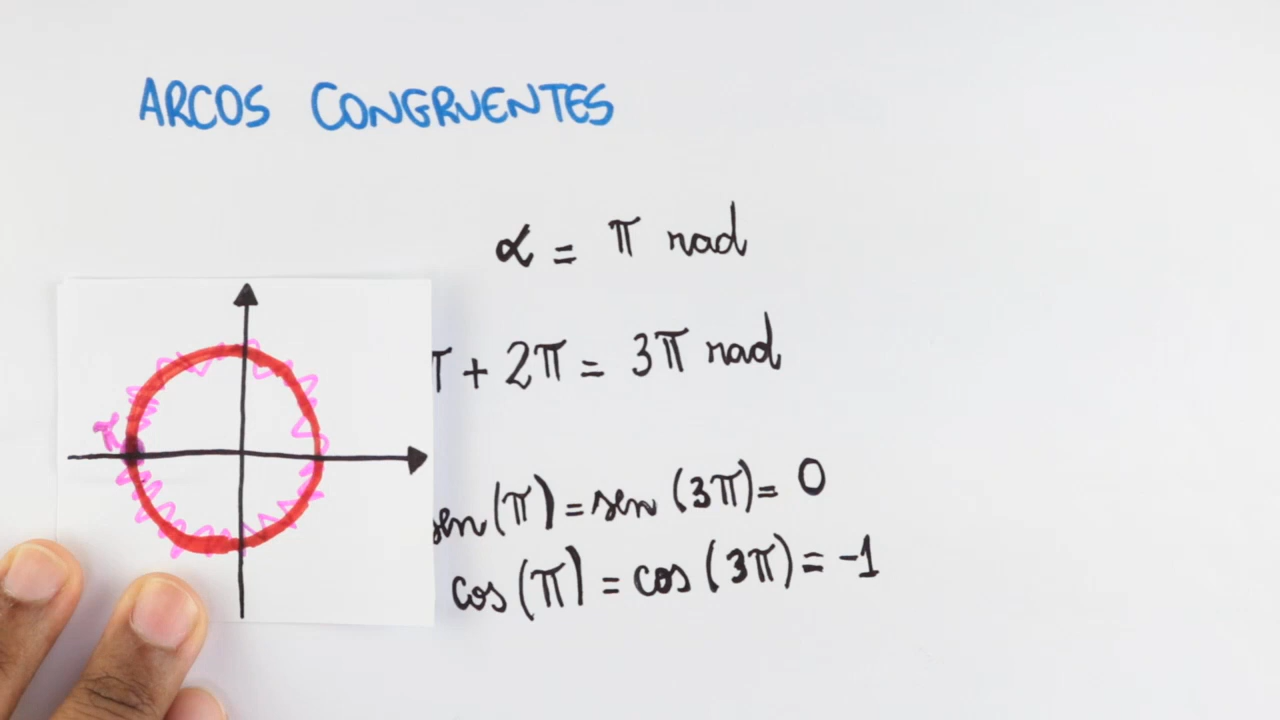 ARCOS CONGRUENTES
α = π rad
π + 2π = 3π rad
π
sen(π) = sen(3π) = 0
cos(π) = cos(3π) = -1